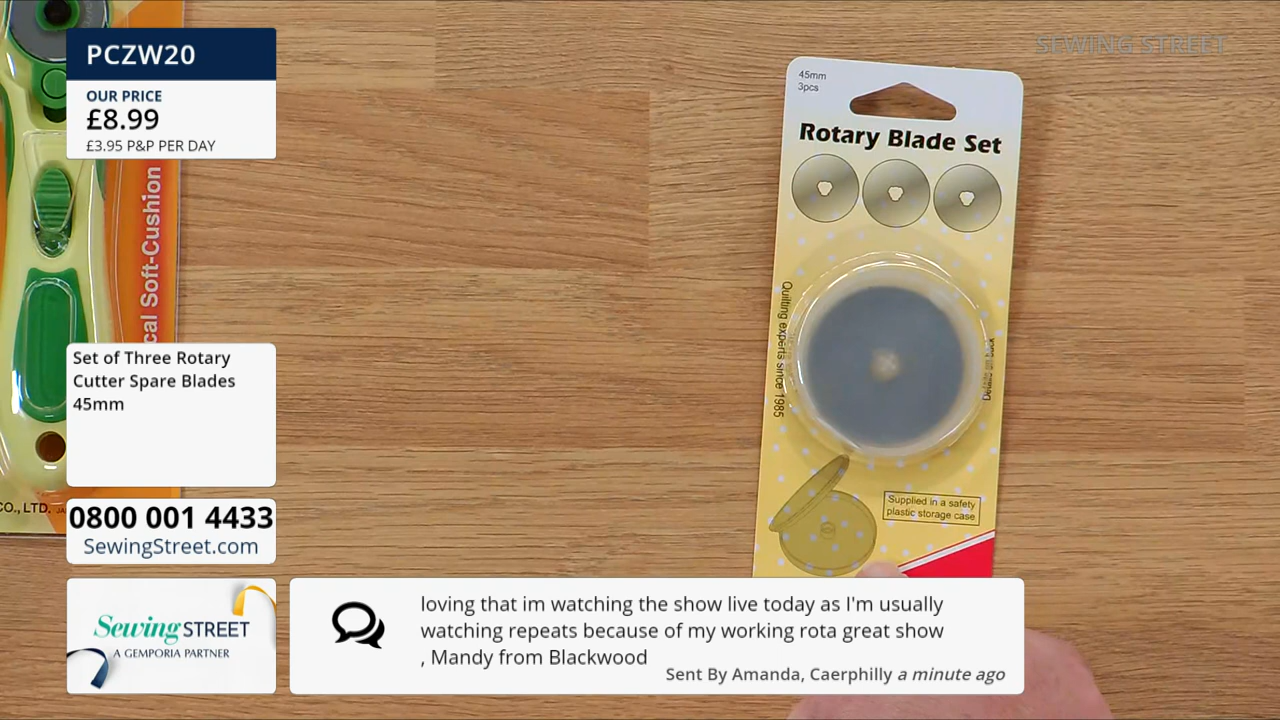 PCZW20
OUR PRICE
£8.99
£3.95 P&P PER DAY
SEWING STREET
45mm
3pcs
Rotary Blade Set
Quilting experts since 1985
Details on back
Supplied in a safety
plastic storage case
cal Soft-Cushion
CO., LTD.
Set of Three Rotary
Cutter Spare Blades
45mm
0800 001 4433
SewingStreet.com
Sewing STREET
A GEMPORIA PARTNER
loving that im watching the show live today as I'm usually
watching repeats because of my working rota great show
, Mandy from Blackwood
Sent By Amanda, Caerphilly a minute ago